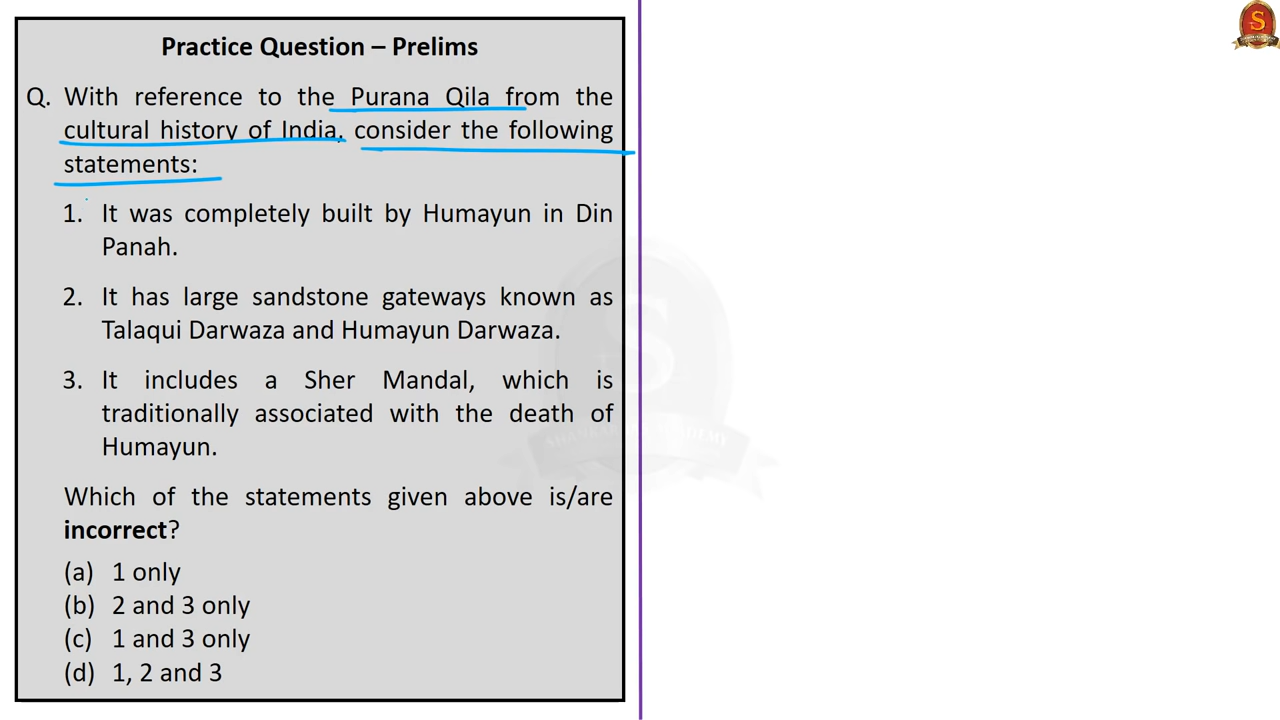 Practice Question – Prelims
Q. With reference to the Purana Qila from the
cultural history of India, consider the following
statements:
1. It was completely built by Humayun in Din
Panah.
2. It has large sandstone gateways known as
Talaqui Darwaza and Humayun Darwaza.
3. It includes a Sher Mandal, which is
traditionally associated with the death of
Humayun.
Which of the statements given above is/are
incorrect?
(a) 1 only
(b) 2 and 3 only
(c) 1 and 3 only
(d) 1, 2 and 3
S